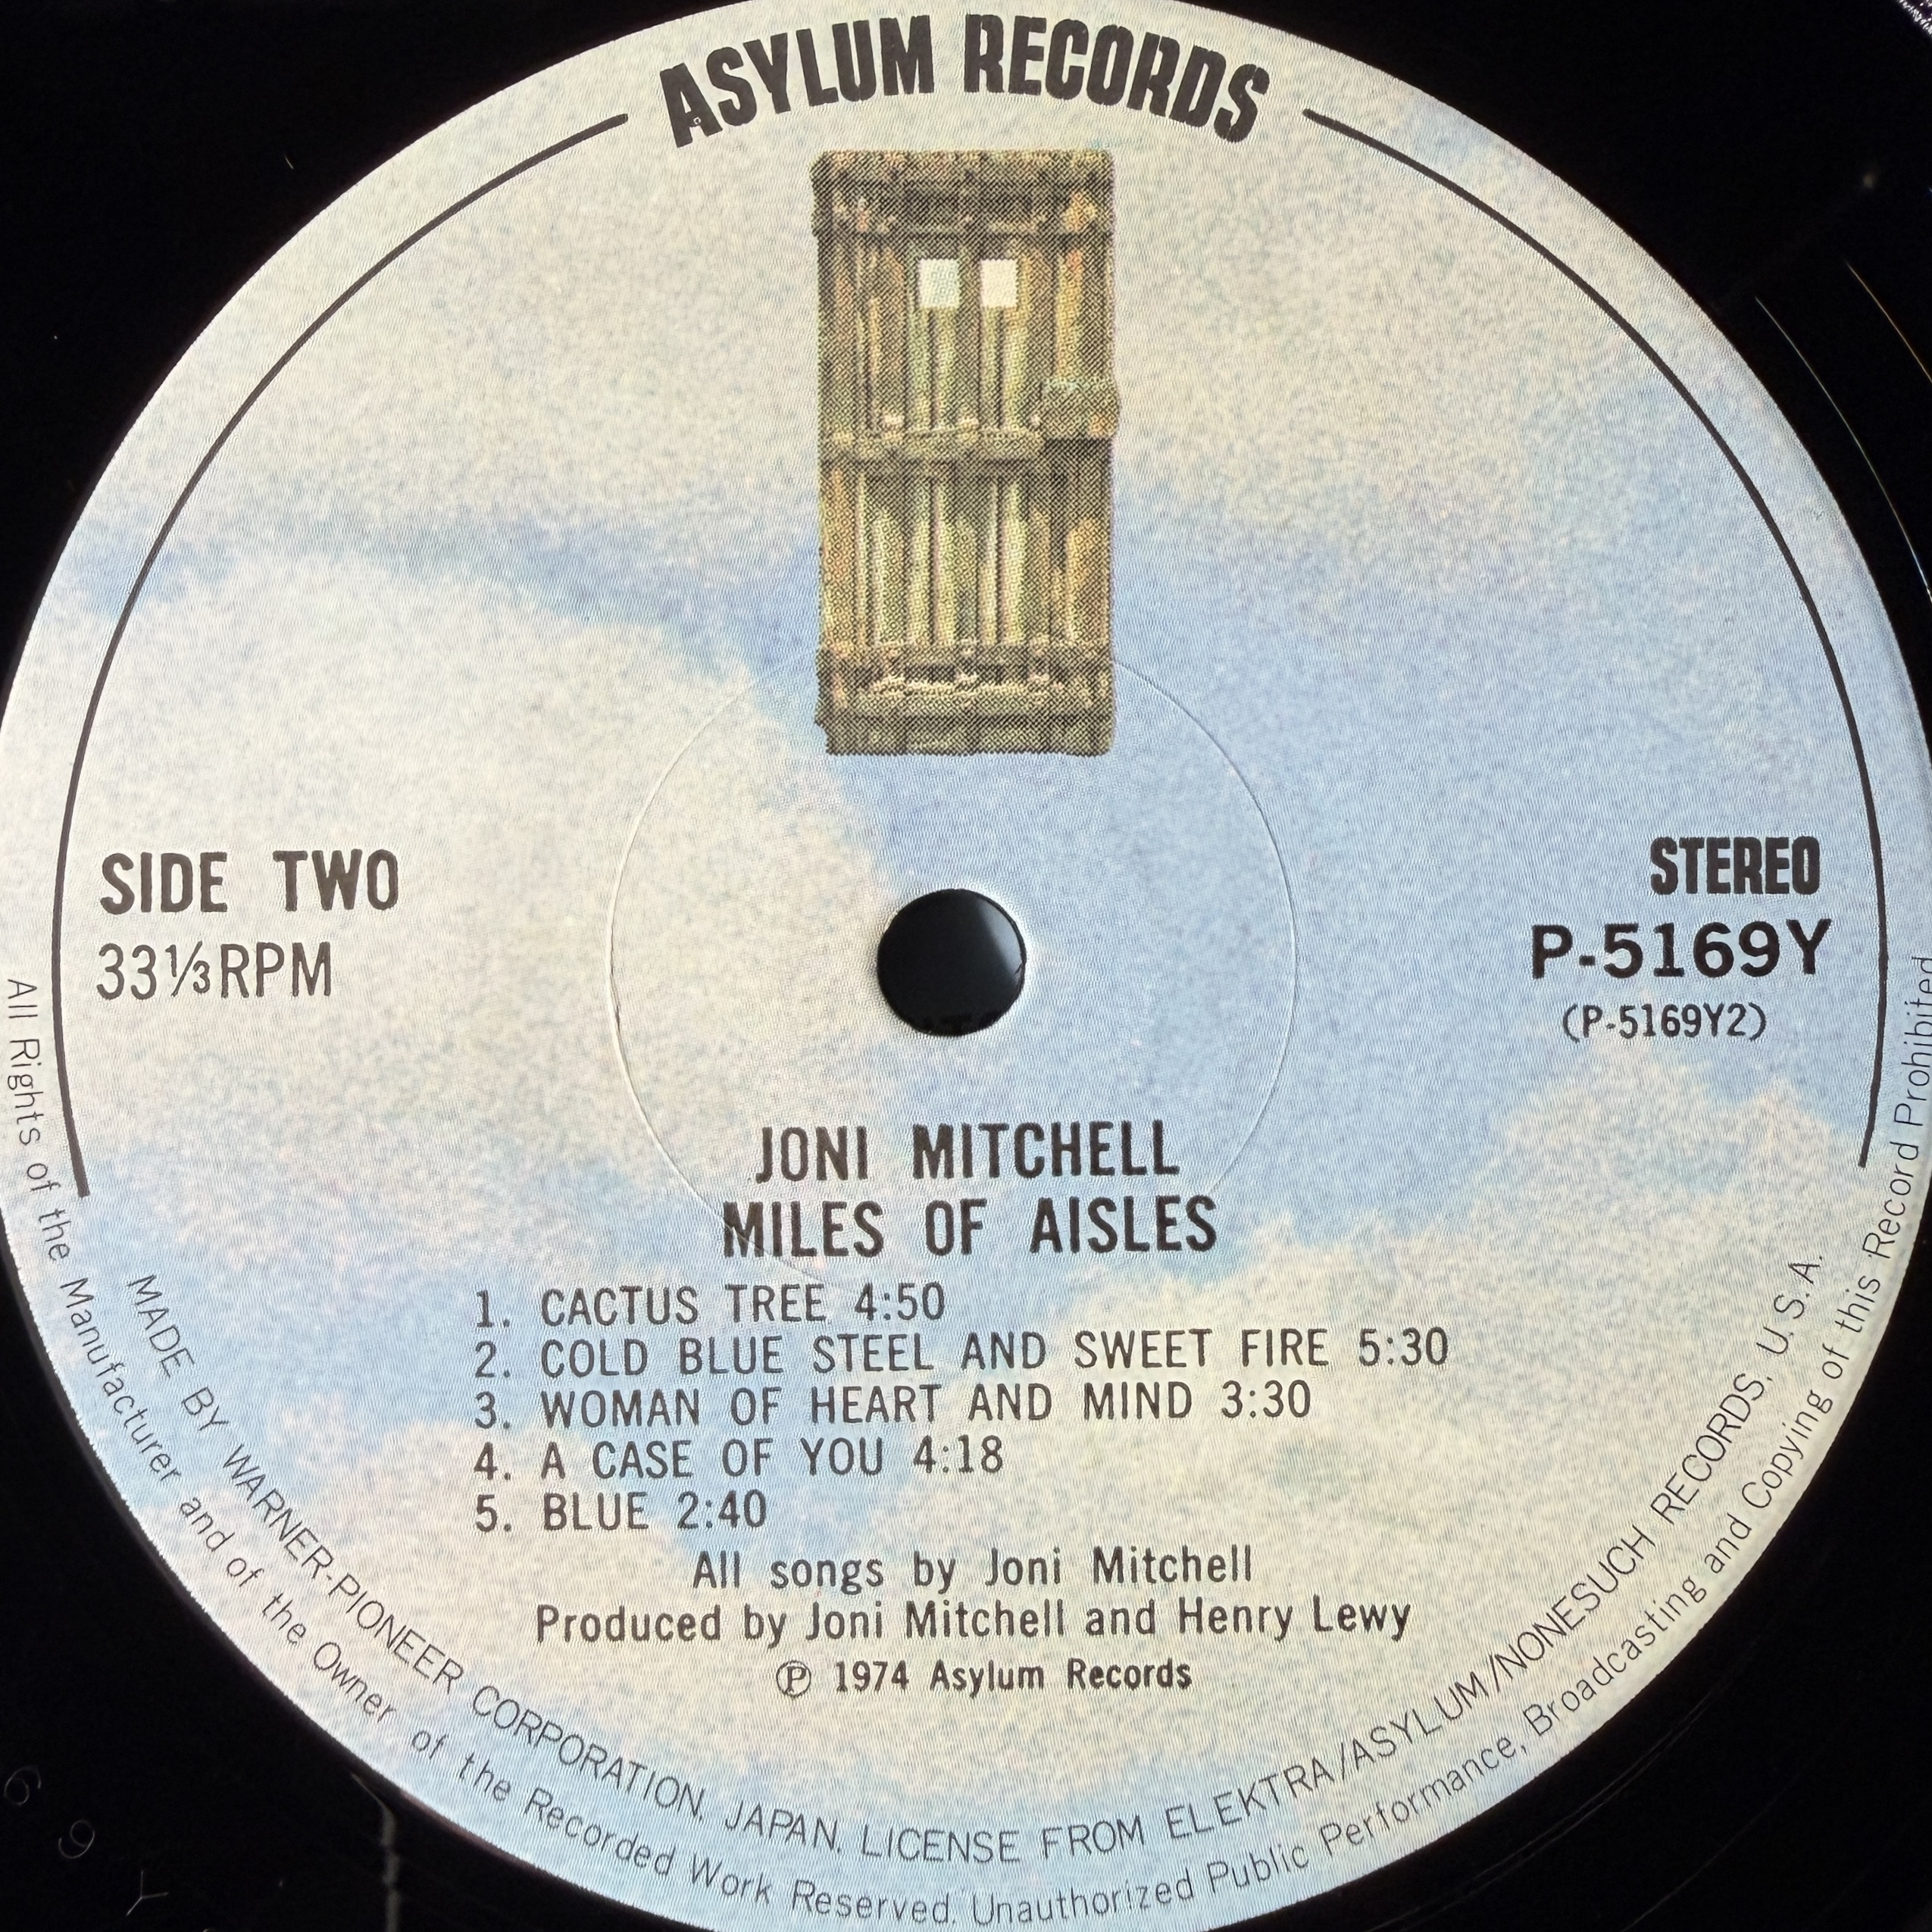 ASYLUM RECORDS
SIDE TWO
33⅓RPM
STEREO
P-5169Y
(P-5169Y2)
JONI MITCHELL
MILES OF AISLES
1. CACTUS TREE 4:50
2. COLD BLUE STEEL AND SWEET FIRE 5:30
3. WOMAN OF HEART AND MIND 3:30
4. A CASE OF YOU 4:18
5. BLUE 2:40
All songs by Joni Mitchell
Produced by Joni Mitchell and Henry Lewy
Ⓟ 1974 Asylum Records
MADE BY WARNER-PIONEER CORPORATION, JAPAN. LICENSE FROM ELEKTRA/ASYLUM/NONESUCH RECORDS, U.S.A.
All Rights of the Manufacturer and of the Owner of the Recorded Work Reserved. Unauthorized Public Performance, Broadcasting and Copying of this Record Prohibited
69Y